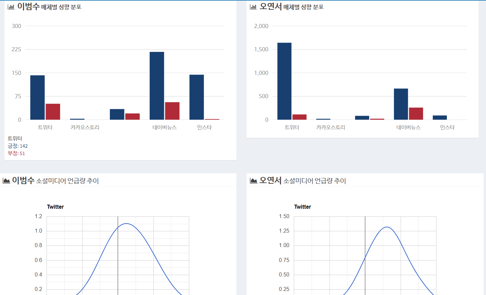 이범수 매체별 성향 분포
300
225
150
75
0
트위터
카카오스토리
네이버뉴스
인스타
트위터
긍정: 142
부정: 51
오연서 매체별 성향 분포
2,000
1,500
1,000
500
0
트위터
카카오스토리
네이버뉴스
인스타
이범수 소셜미디어 언급량 추이
Twitter
1.2
1.0
0.8
0.6
0.4
0.2
오연서 소셜미디어 언급량 추이
Twitter
1.50
1.25
1.00
0.75
0.50
0.25